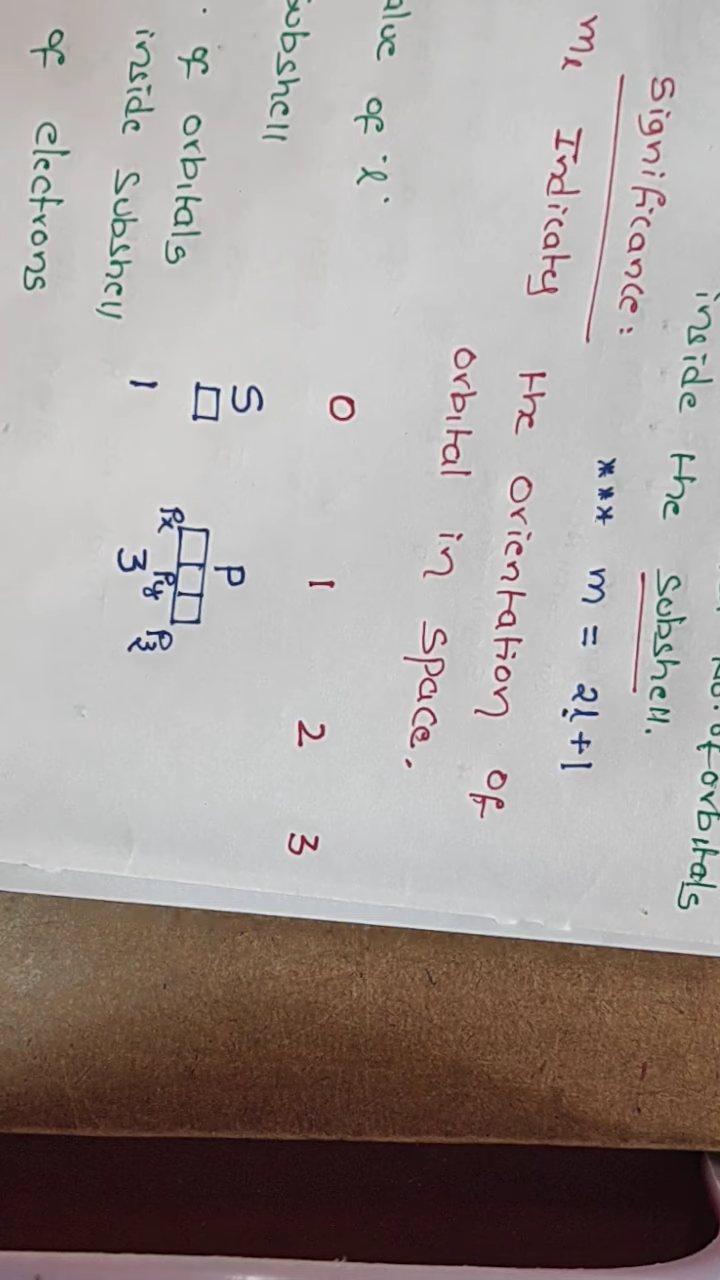 No. of orbitals
inside the subshell.
Significance: *** m = 2l+1
ml Indicaty the orientation of
orbital in space.
alue of 'l' 0 1 2 3
ubshell S P
. of orbitals
inside subshell 1 Px Py Pz 3
of electrons